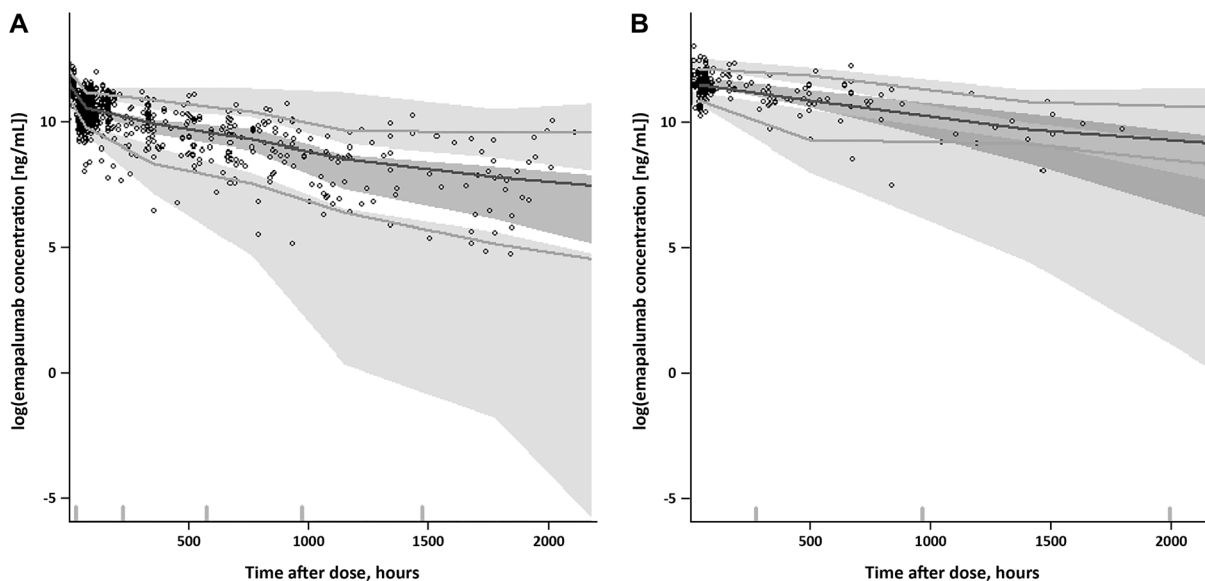 A
log(emapalumab concentration [ng/mL])
10
5
0
-5
500
1000
1500
2000
Time after dose, hours
B
log(emapalumab concentration [ng/mL])
10
5
0
-5
500
1000
1500
2000
Time after dose, hours